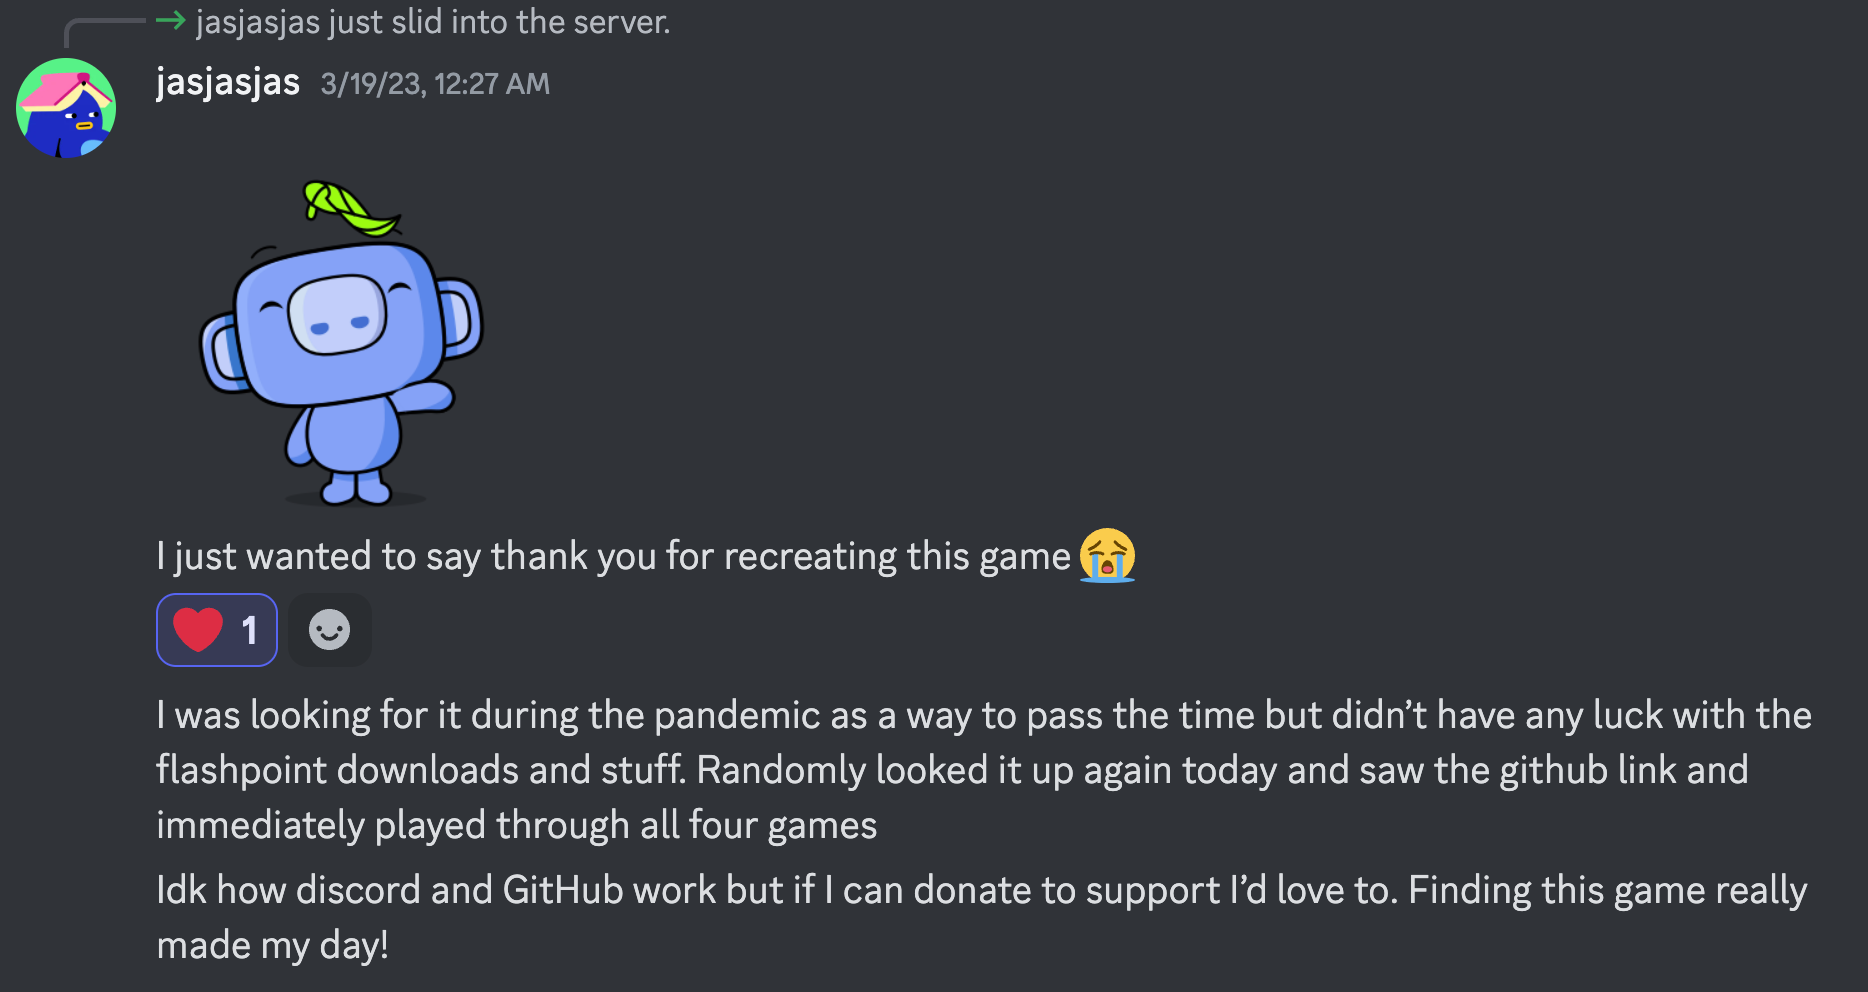 jasjasjas just slid into the server.
jasjasjas 3/19/23, 12:27 AM
I just wanted to say thank you for recreating this game 😭
❤️ 1
I was looking for it during the pandemic as a way to pass the time but didn’t have any luck with the
flashpoint downloads and stuff. Randomly looked it up again today and saw the github link and
immediately played through all four games
Idk how discord and GitHub work but if I can donate to support I’d love to. Finding this game really
made my day!